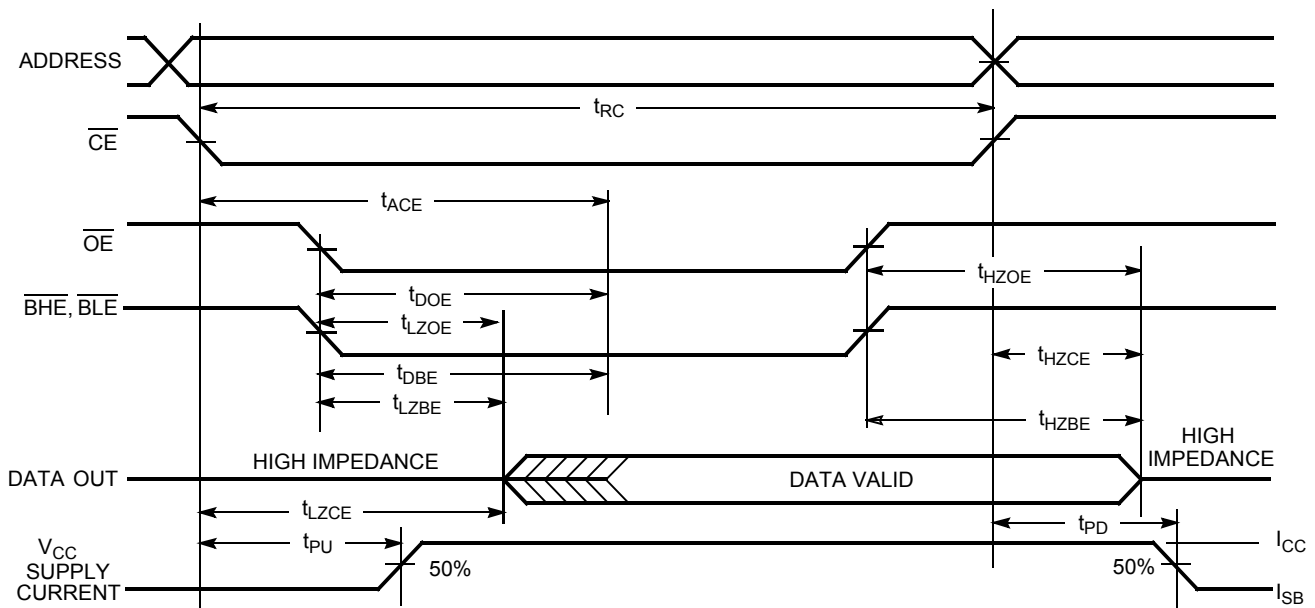 ADDRESS
tRC
CE
tACE
OE
tHZOE
tDOE
BHE, BLE
tLZOE
tHZCE
tDBE
tLZBE
tHZBE
HIGH IMPEDANCE
HIGH
IMPEDANCE
DATA OUT
DATA VALID
tLZCE
tPD
tPU
VCC
SUPPLY
CURRENT
50%
50%
ICC
ISB